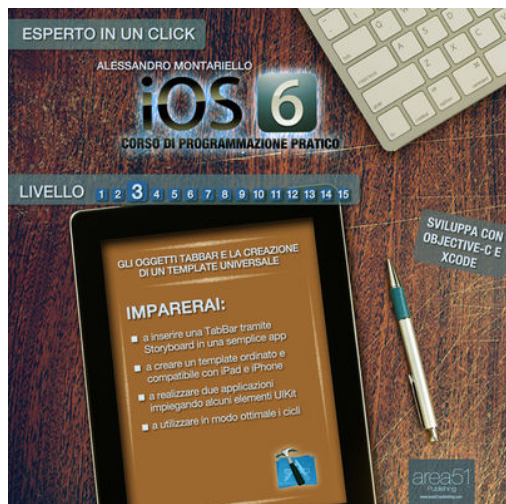 ESPERTO IN UN CLICK
ALESSANDRO MONTARIELLO
iOS 6
CORSO DI PROGRAMMAZIONE PRATICO
LIVELLO 1 2 3 4 5 6 7 8 9 10 11 12 13 14 15
SVILUPPA CON
OBJECTIVE-C E
XCODE
GLI OGGETTI TABBAR E LA CREAZIONE
DI UN TEMPLATE UNIVERSALE
IMPARERAI:
a inserire una TabBar tramite
Storyboard in una semplice app
a creare un template ordinato e
compatibile con iPad e iPhone
a realizzare due applicazioni
impiegando alcuni elementi UIKit
a utilizzare in modo ottimale i cicli
area51
Publishing